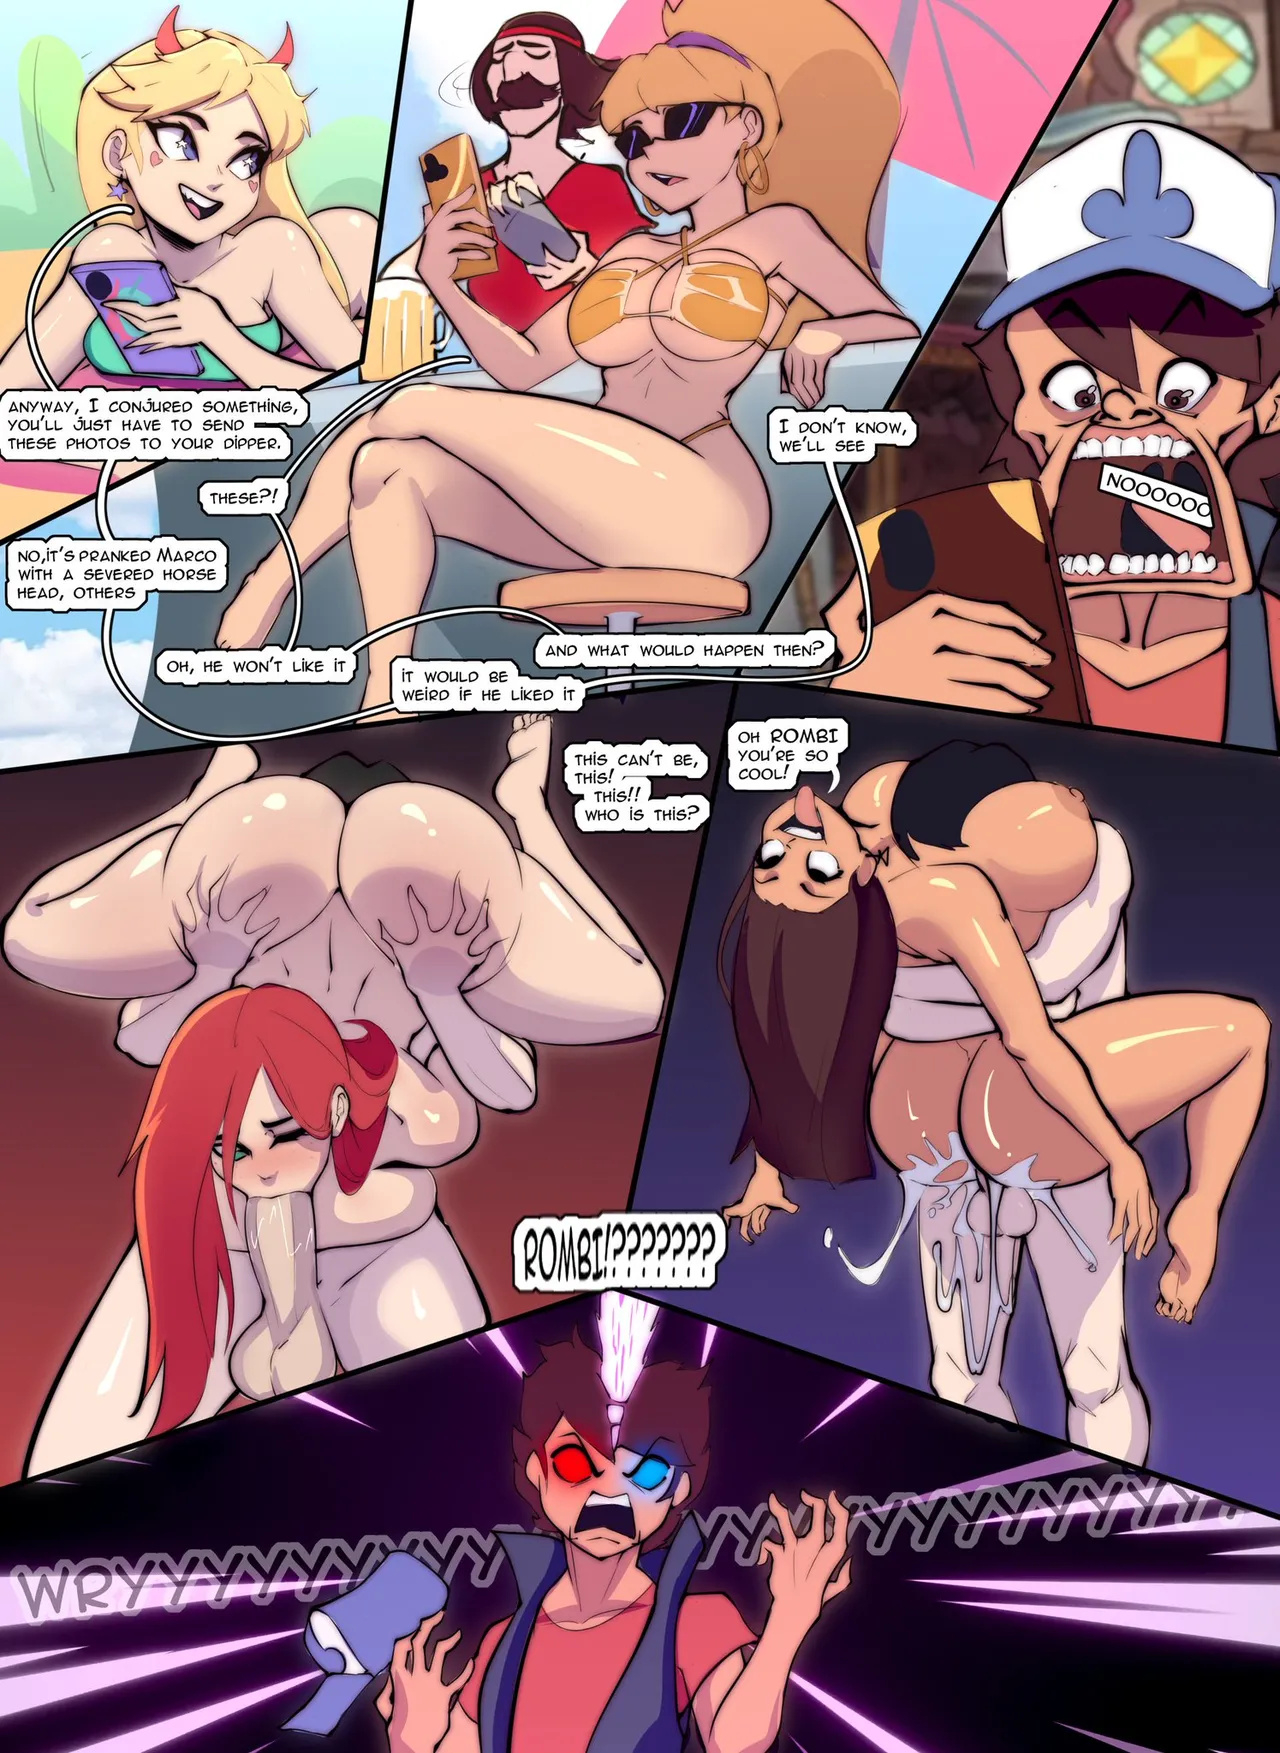 ANYWAY, I CONJURED SOMETHING,
YOU'LL JUST HAVE TO SEND
THESE PHOTOS TO YOUR DIPPER.
THESE?!
NO,IT'S PRANKED MARCO
WITH A SEVERED HORSE
HEAD, OTHERS
OH, HE WON'T LIKE IT
AND WHAT WOULD HAPPEN THEN?
I DON'T KNOW,
WE'LL SEE
IT WOULD BE
WEIRD IF HE LIKED IT
NOOOOOO
THIS CAN'T BE,
THIS!
THIS!!
WHO IS THIS?
OH ROMBI
YOU'RE SO
COOL!
ROMBI!???????